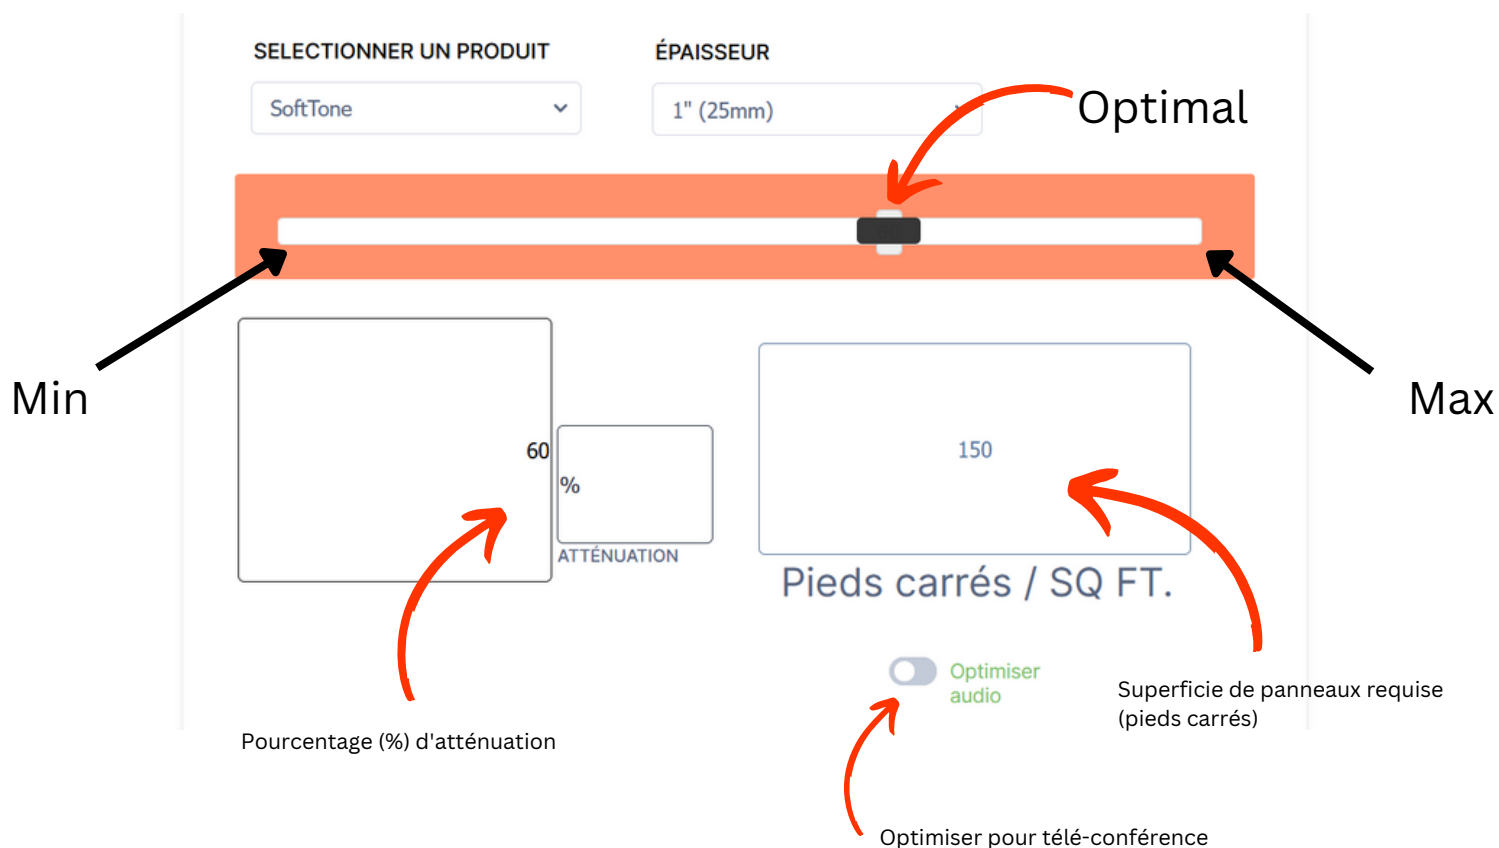 SELECTIONNER UN PRODUIT
ÉPAISSEUR
SoftTone
1" (25mm)
Optimal
Min
Max
60
%
ATTÉNUATION
150
Pieds carrés / SQ FT.
Optimiser
audio
Superficie de panneaux requise
(pieds carrés)
Pourcentage (%) d'atténuation
Optimiser pour télé-conférence